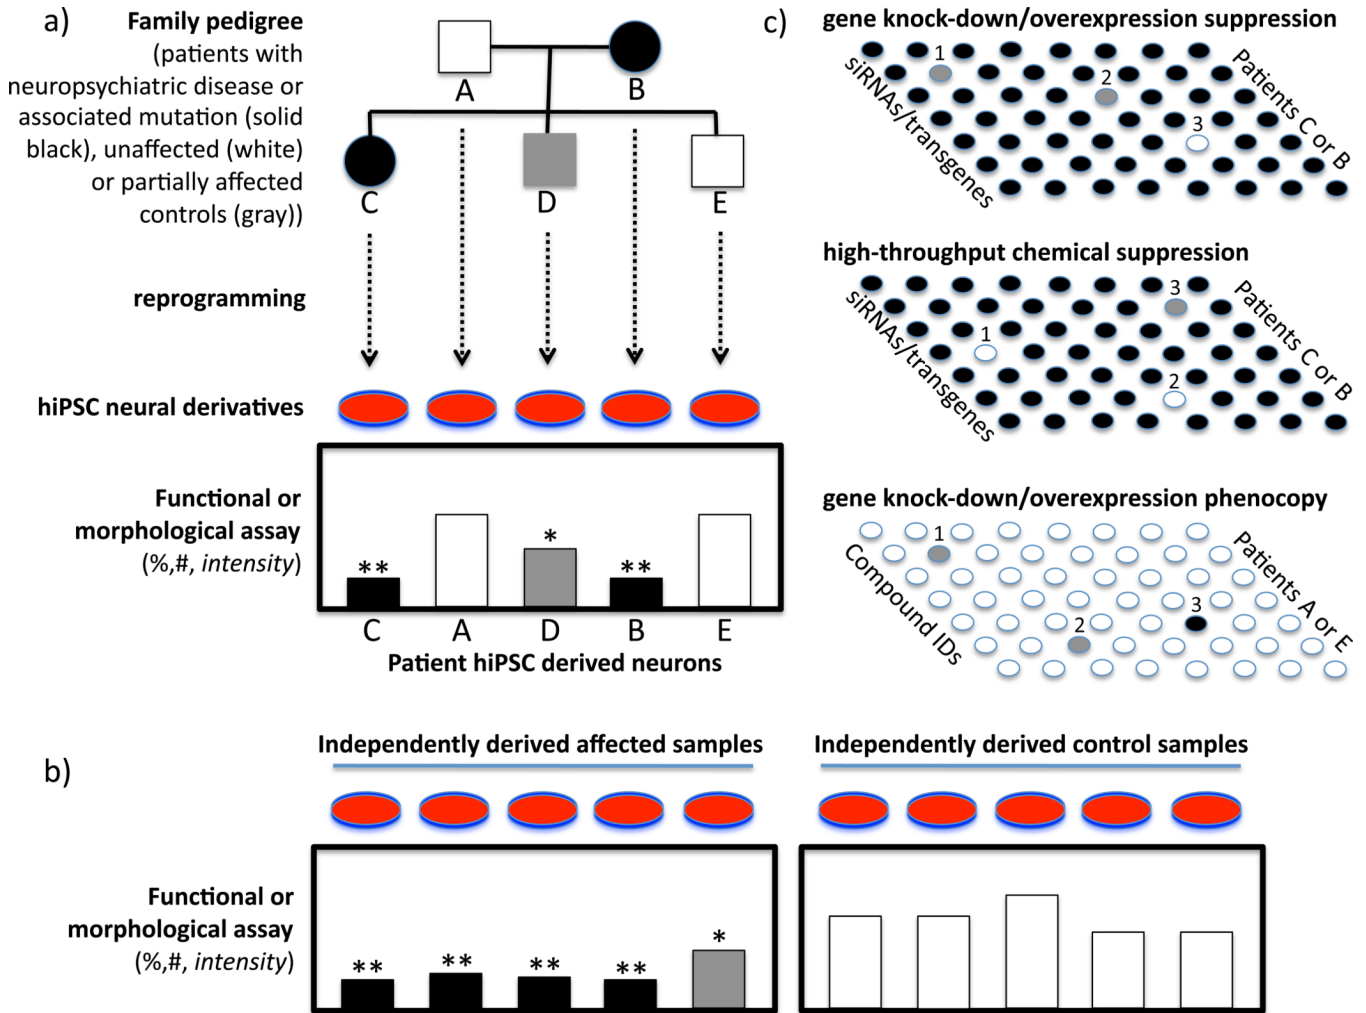 a)
Family pedigree
(patients with
neuropsychiatric disease or
associated mutation (solid
black), unaffected (white)
or partially affected
controls (gray))
A
B
C
D
E
reprogramming
hiPSC neural derivatives
Functional or
morphological assay
(%,#, intensity)
**
*
**
C A D B E
Patient hiPSC derived neurons
c)
gene knock-down/overexpression suppression
siRNAs/transgenes
1
2
3
Patients C or B
high-throughput chemical suppression
siRNAs/transgenes
3
1
2
Patients C or B
gene knock-down/overexpression phenocopy
Compound IDs
1
3
2
Patients A or E
b)
Independently derived affected samples
Functional or
morphological assay
(%,#, intensity)
** ** ** ** *
Independently derived control samples